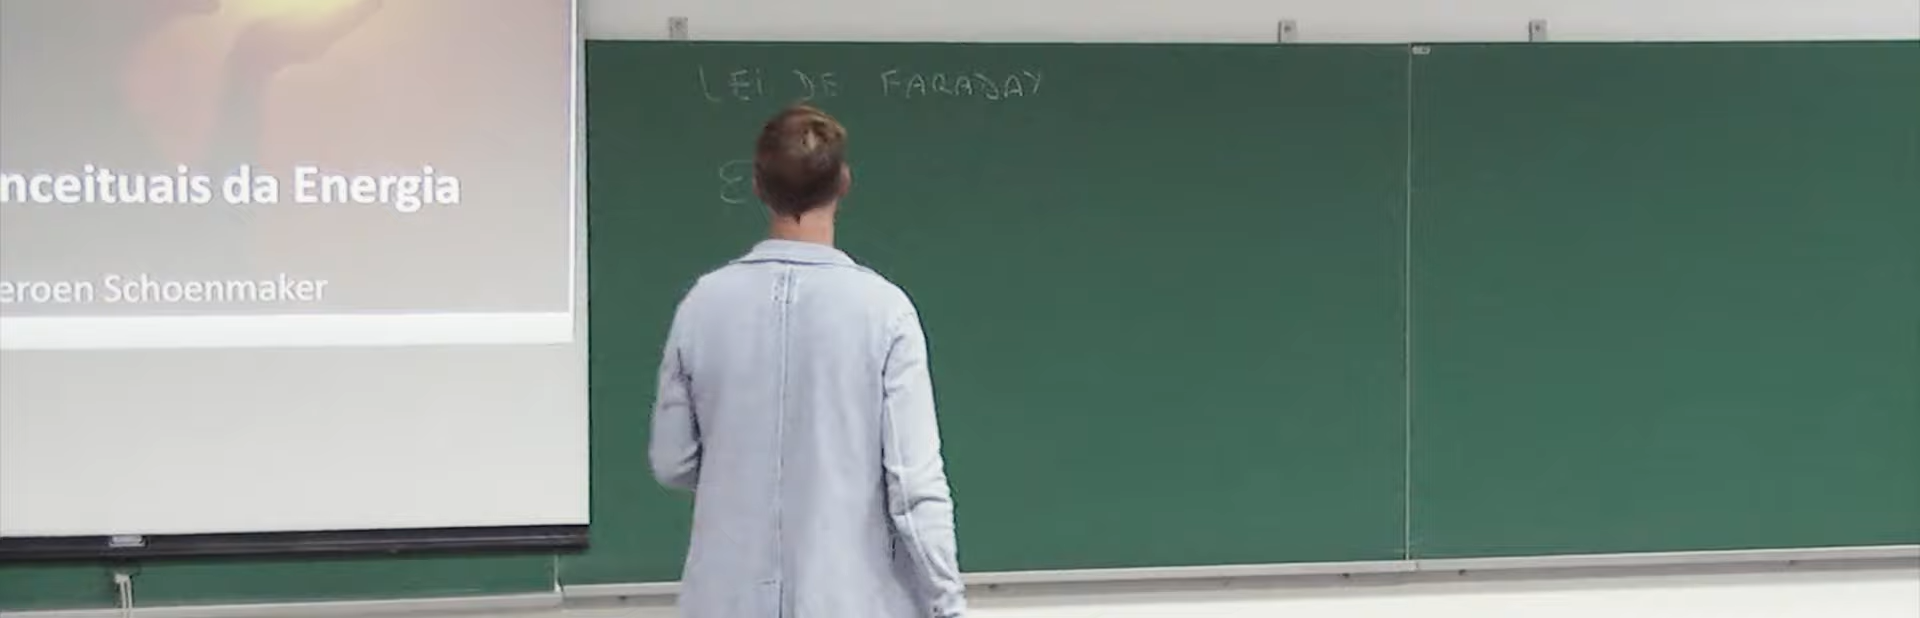 nceituais da Energia
eroen Schoenmaker
LEI DE FARADAY
E